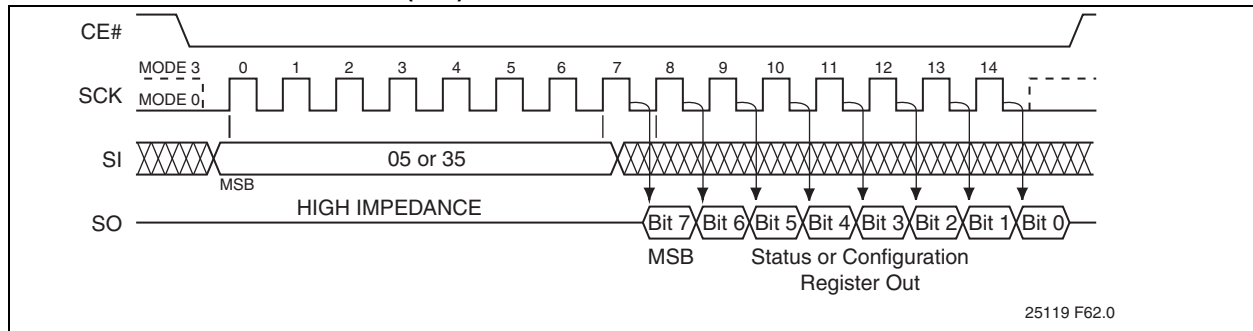 CE#
MODE 3 0 1 2 3 4 5 6 7 8 9 10 11 12 13 14
SCK
MODE 0
SI 05 or 35
MSB
HIGH IMPEDANCE
SO Bit 7 Bit 6 Bit 5 Bit 4 Bit 3 Bit 2 Bit 1 Bit 0
MSB Status or Configuration
Register Out
25119 F62.0